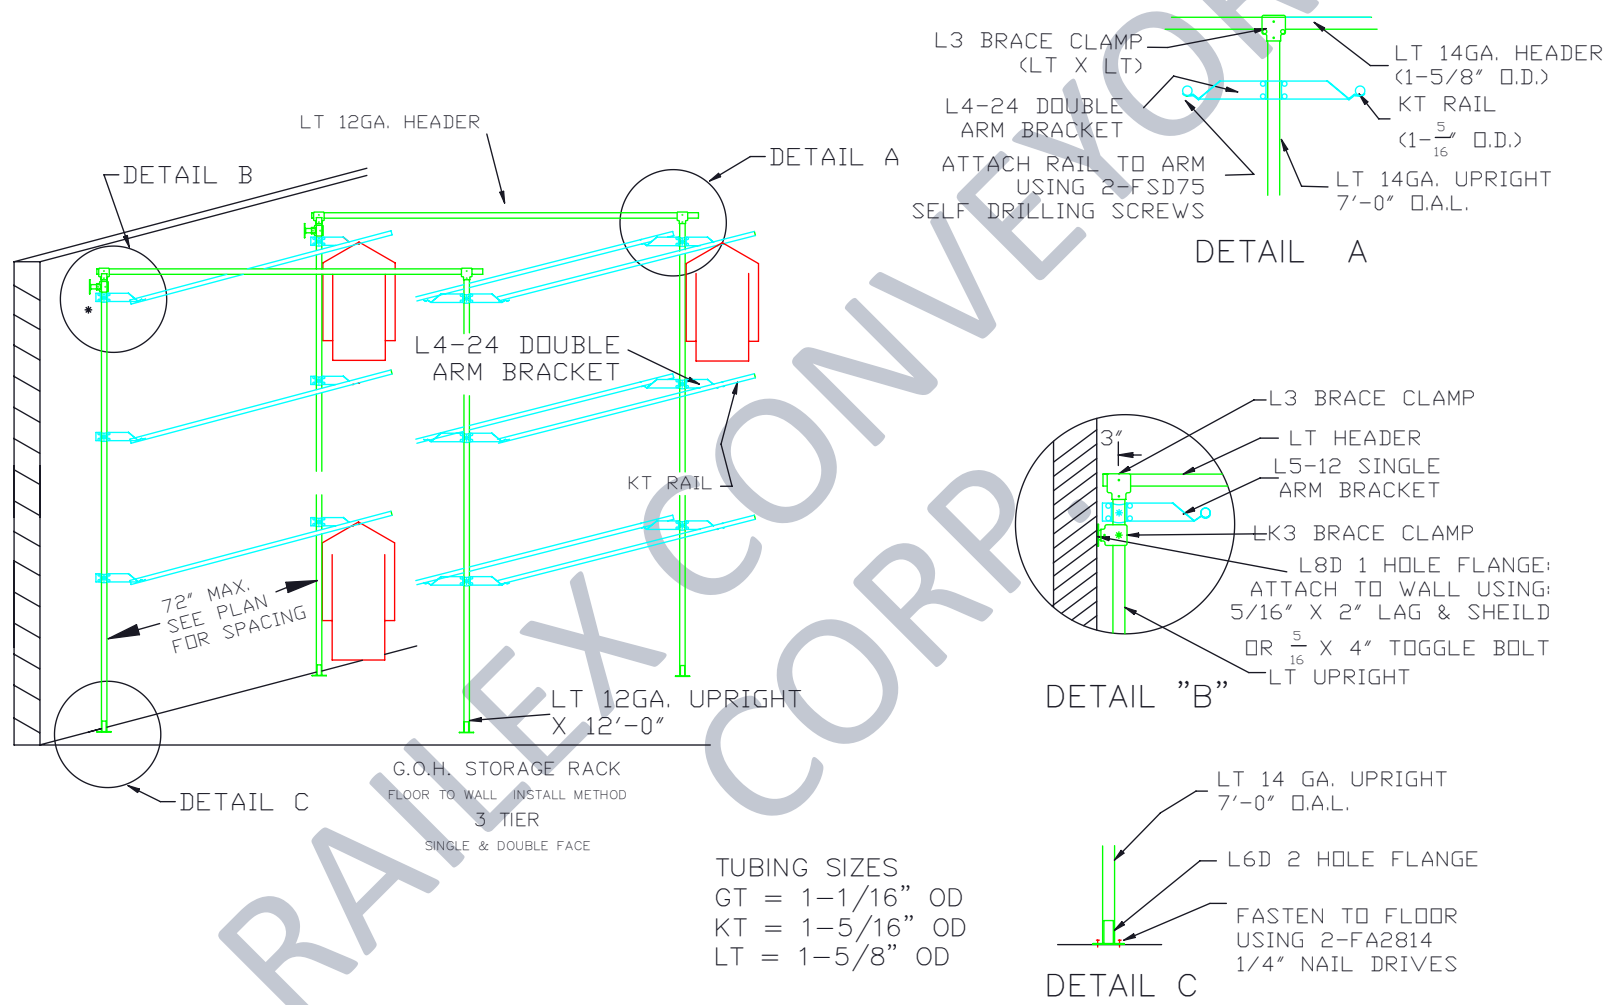 LT 12GA. HEADER
DETAIL B
DETAIL A
*
L4-24 DOUBLE
ARM BRACKET
KT RAIL
72" MAX.
SEE PLAN
FOR SPACING
LT 12GA. UPRIGHT
X 12'-0"
DETAIL C
G.O.H. STORAGE RACK
FLOOR TO WALL INSTALL METHOD
3 TIER
SINGLE & DOUBLE FACE
TUBING SIZES
GT = 1-1/16" OD
KT = 1-5/16" OD
LT = 1-5/8" OD
L3 BRACE CLAMP
(LT X LT)
L4-24 DOUBLE
ARM BRACKET
ATTACH RAIL TO ARM
USING 2-FSD75
SELF DRILLING SCREWS
LT 14GA. HEADER
(1-5/8" O.D.)
KT RAIL
(1-5/16" O.D.)
LT 14GA. UPRIGHT
7'-0" O.A.L.
DETAIL A
3"
L3 BRACE CLAMP
LT HEADER
L5-12 SINGLE
ARM BRACKET
LK3 BRACE CLAMP
L8D 1 HOLE FLANGE:
ATTACH TO WALL USING:
5/16" X 2" LAG & SHEILD
OR 5/16 X 4" TOGGLE BOLT
LT UPRIGHT
DETAIL "B"
LT 14 GA. UPRIGHT
7'-0" O.A.L.
L6D 2 HOLE FLANGE
FASTEN TO FLOOR
USING 2-FA2814
1/4" NAIL DRIVES
DETAIL C
RAILEX CONVEYOR
CORP.